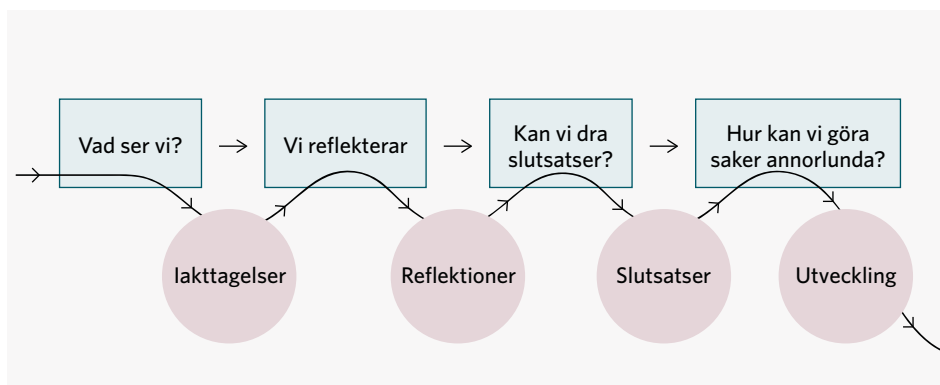 Vad ser vi?
Vi reflekterar
Kan vi dra
slutsatser?
Hur kan vi göra
saker annorlunda?
Iakttagelser
Reflektioner
Slutsatser
Utveckling